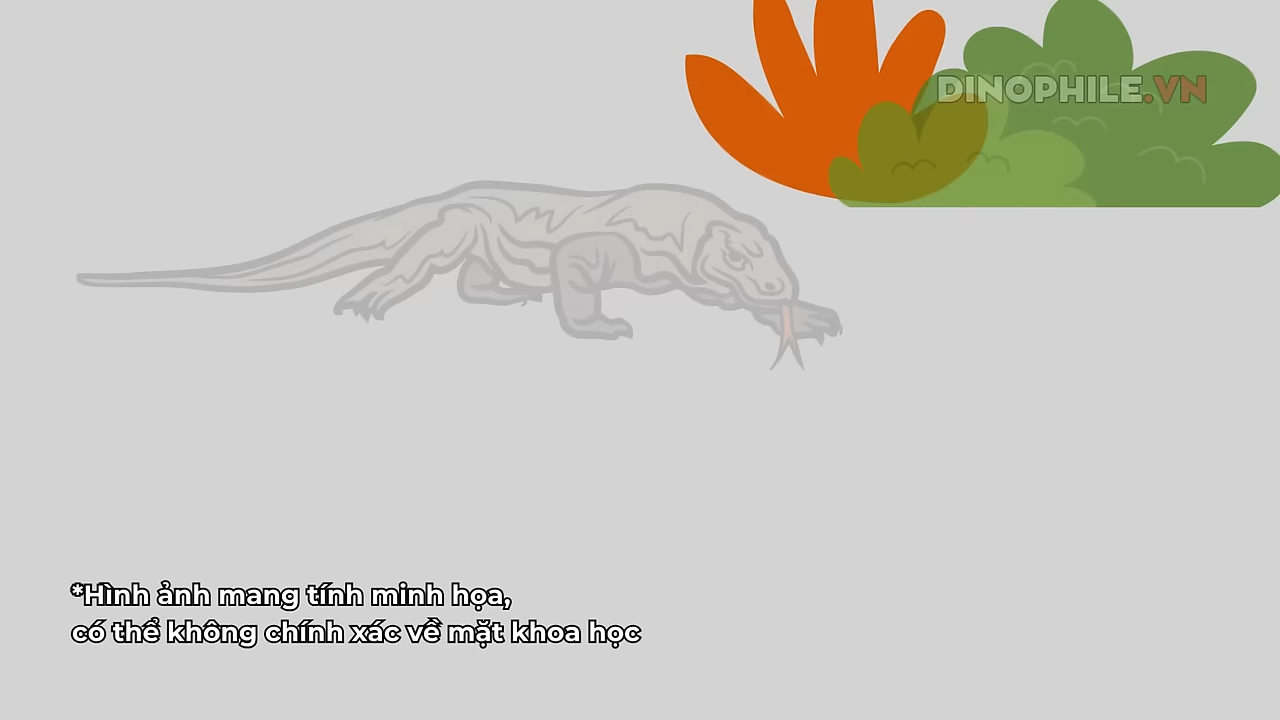 DINOPHILE.VN
*Hình ảnh mang tính minh họa,
có thể không chính xác về mặt khoa học